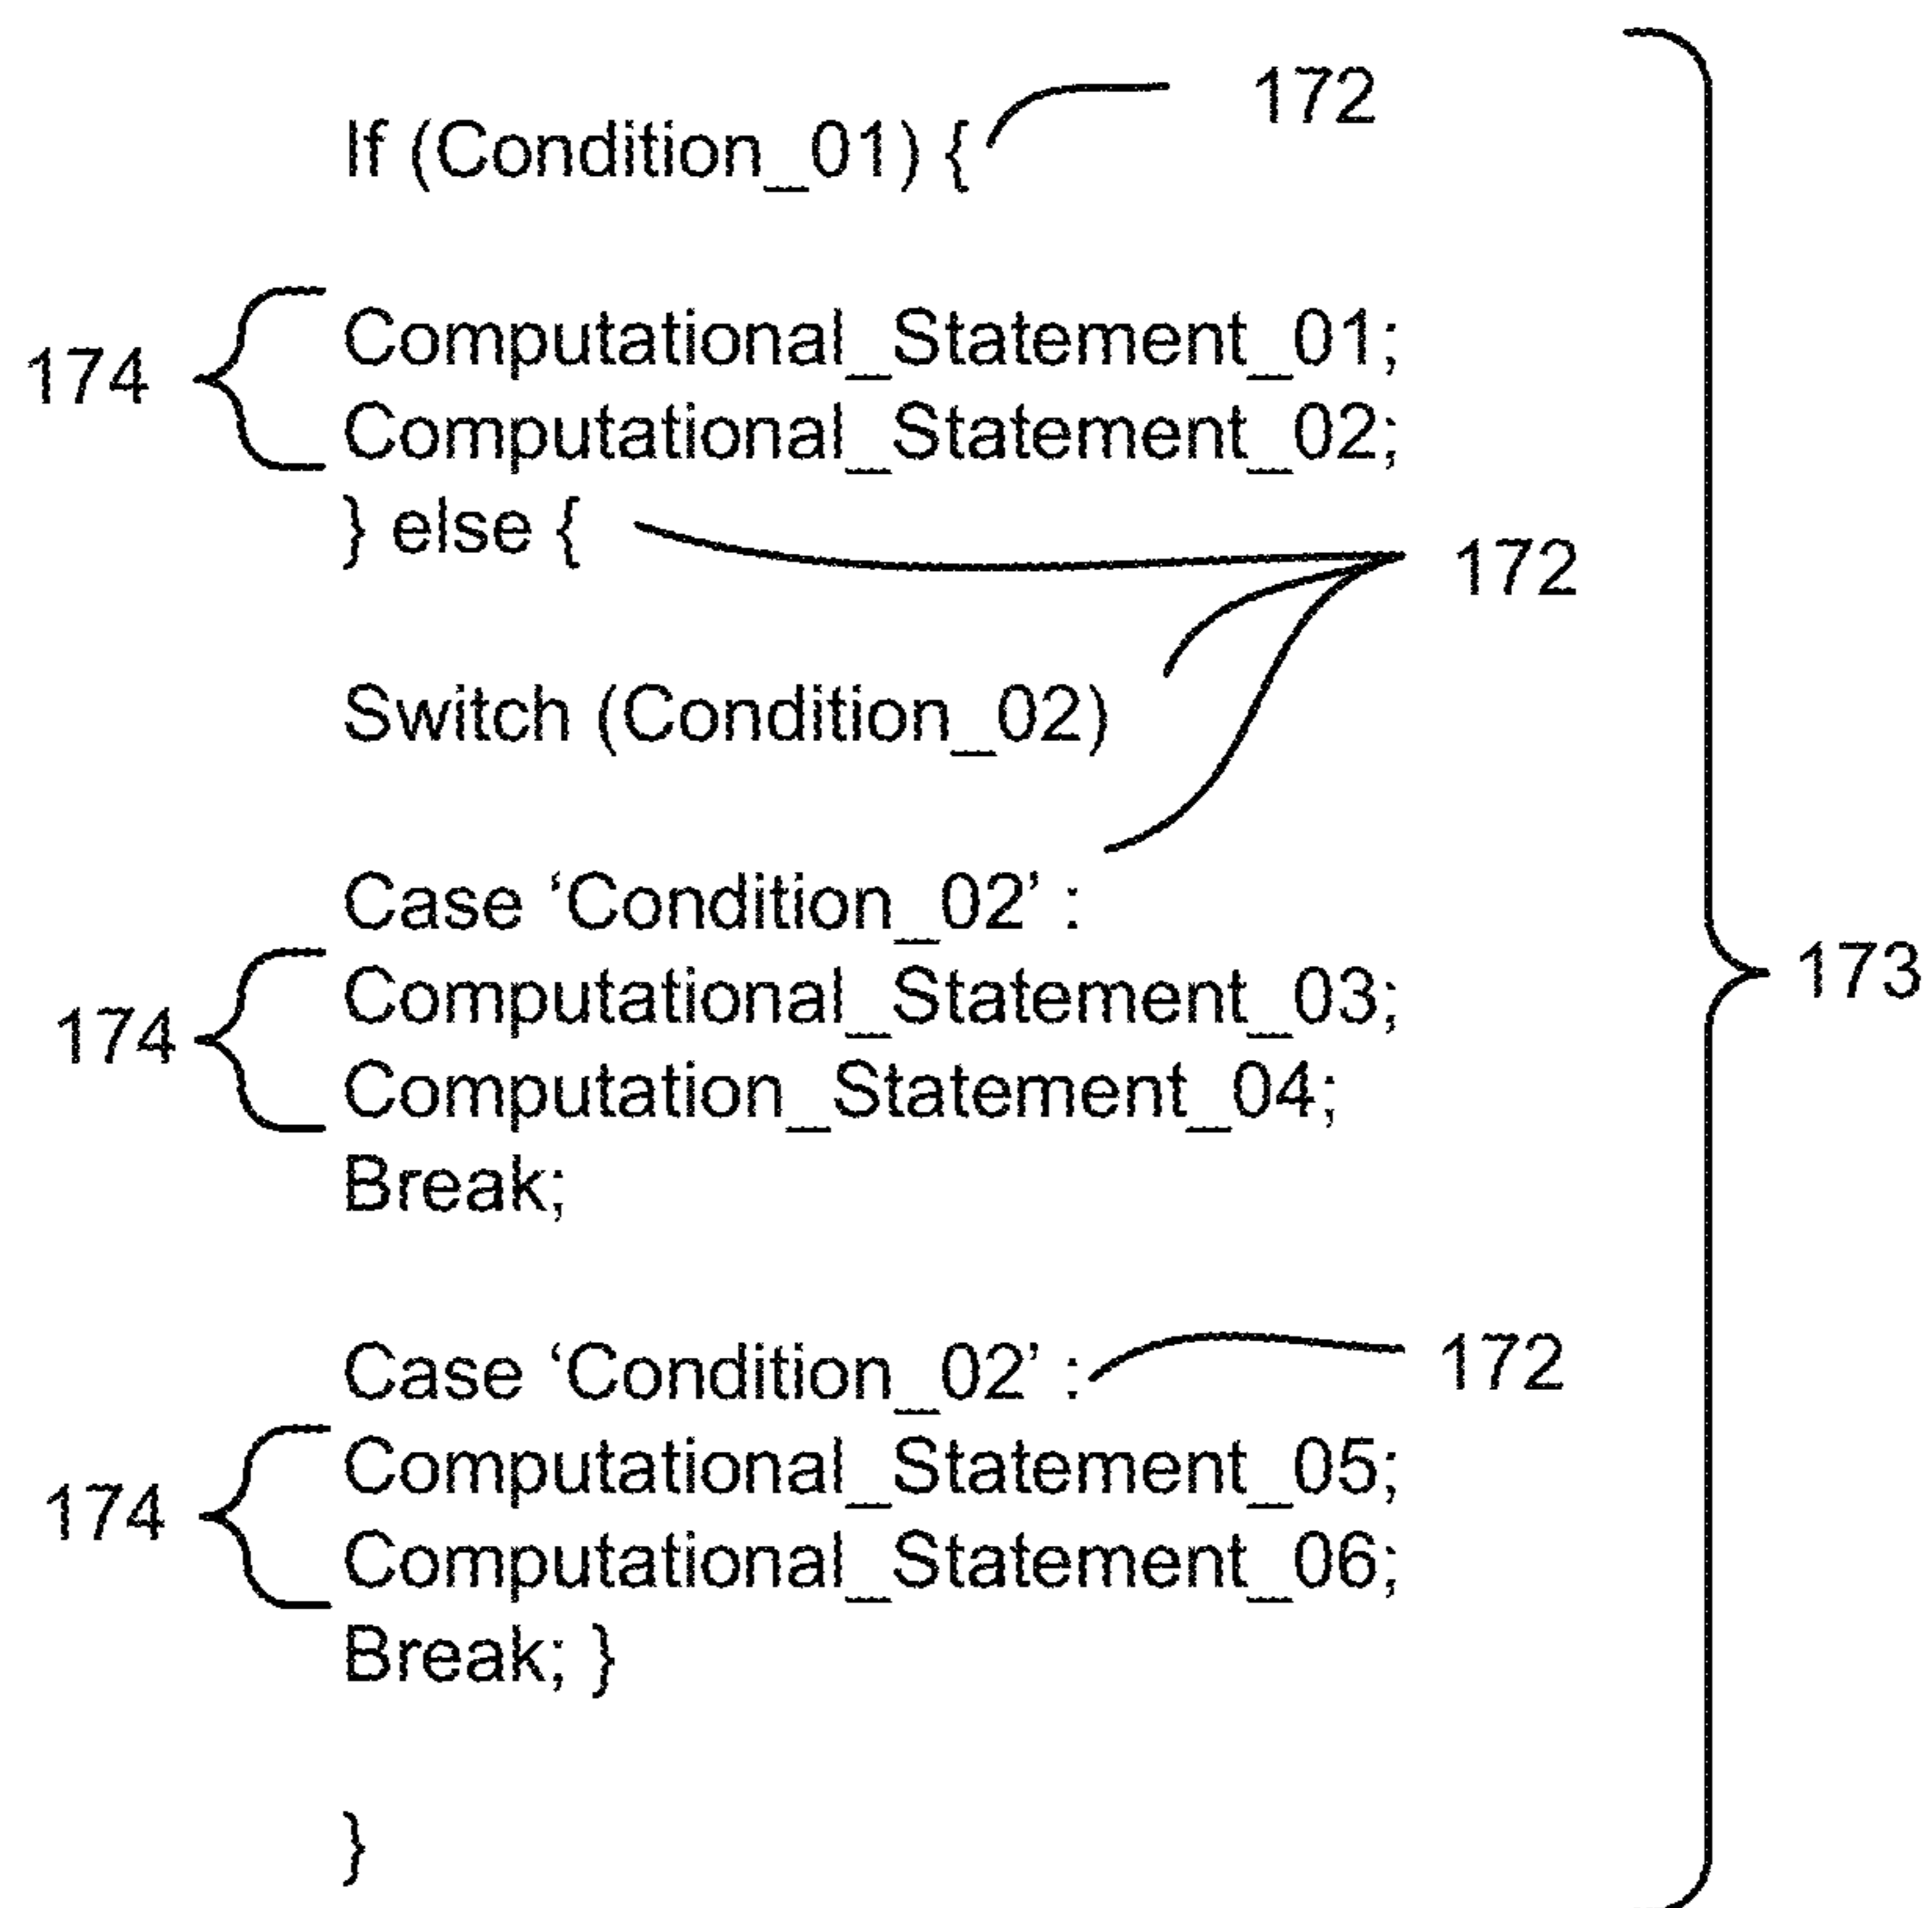 172
If (Condition_01) {
174
Computational_Statement_01;
Computational_Statement_02;
} else {
172
Switch (Condition_02)
Case ‘Condition_02’ :
173
174
Computational_Statement_03;
Computation_Statement_04;
Break;
Case ‘Condition_02’ :
172
174
Computational_Statement_05;
Computational_Statement_06;
Break; }
}